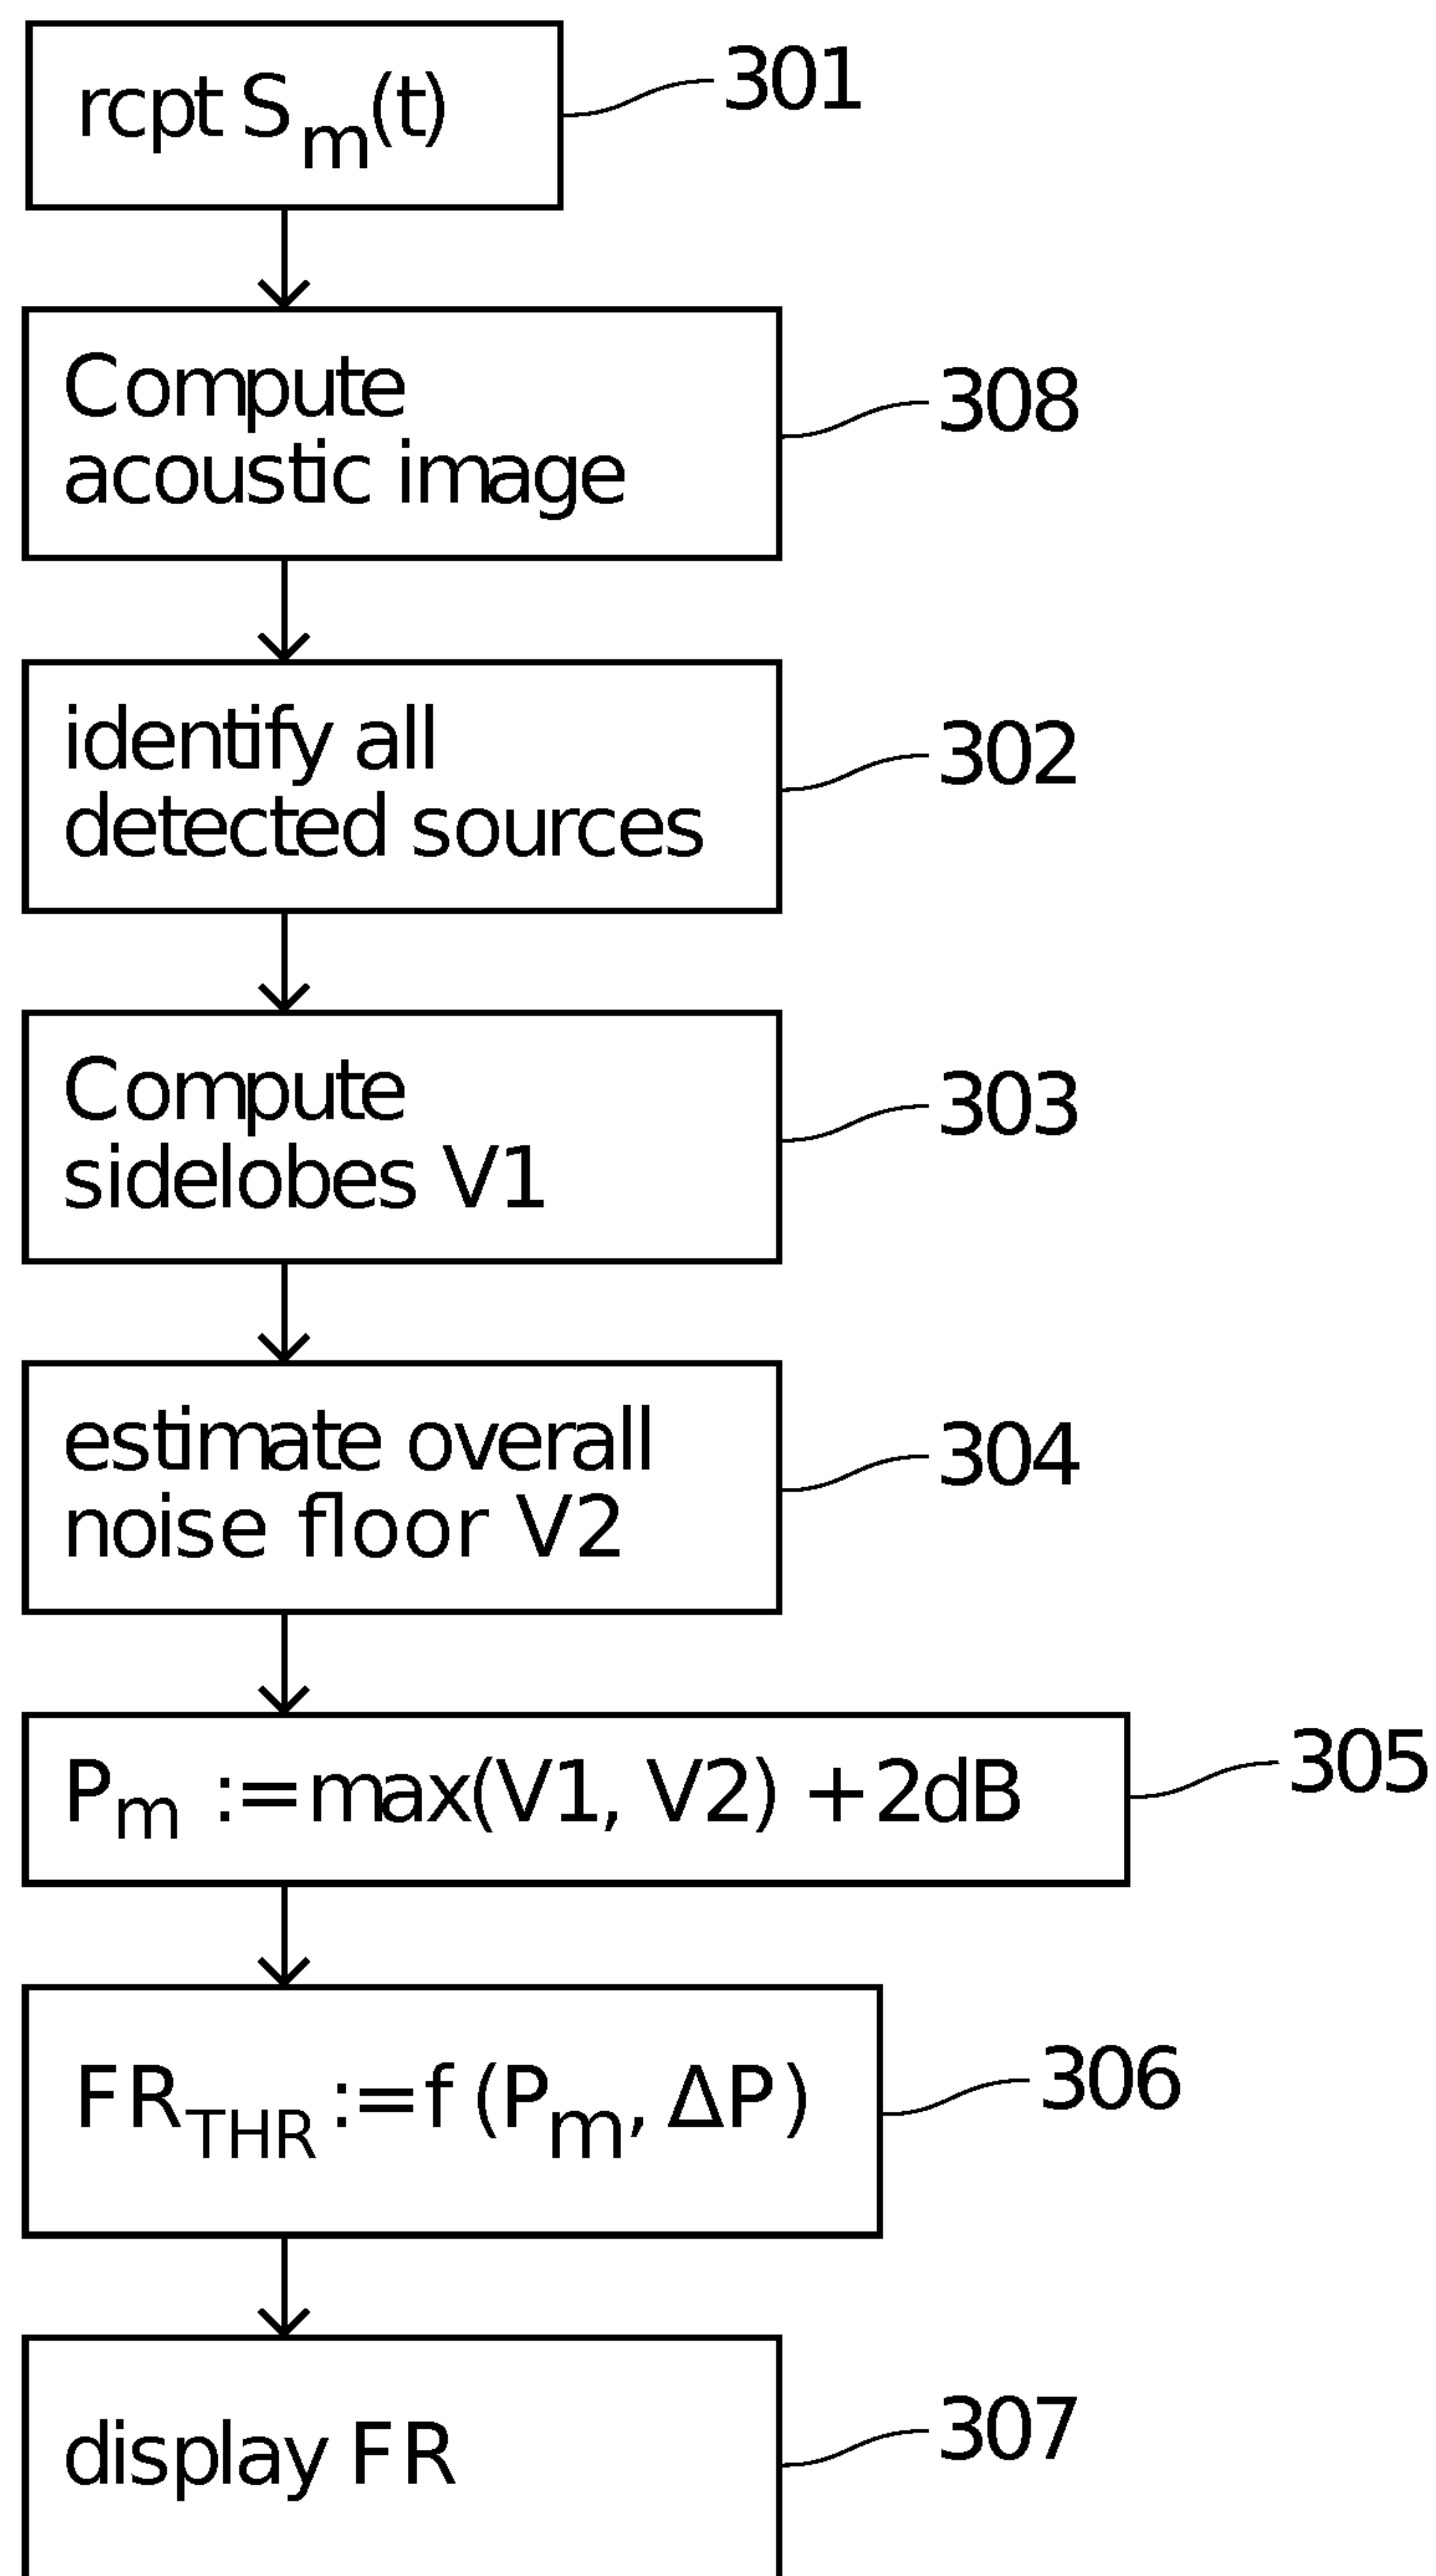 rcpt Sm(t)
301
Compute
acoustic image
308
identify all
detected sources
302
Compute
sidelobes V1
303
estimate overall
noise floor V2
304
Pm :=max(V1, V2) +2dB
305
FRTHR :=f (Pm, ΔP)
306
display FR
307